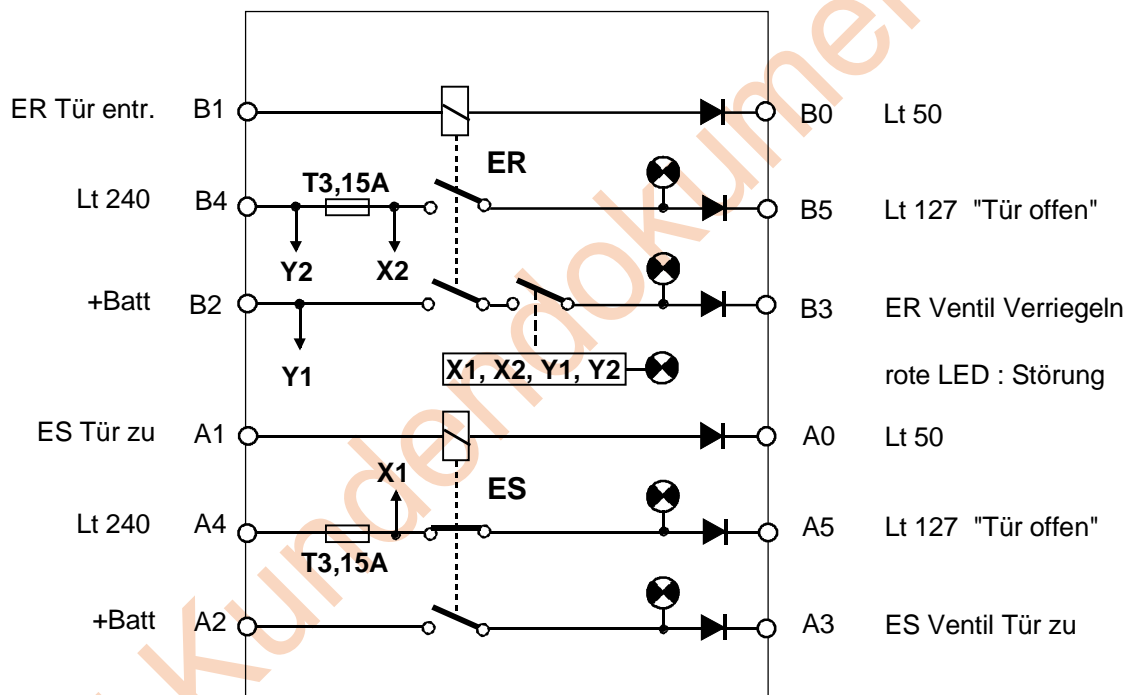 ER Tür entr. B1 B0 Lt 50
ER
T3,15A
Lt 240 B4 B5 Lt 127 "Tür offen"
Y2 X2
+Batt B2 B3 ER Ventil Verriegeln
Y1 X1, X2, Y1, Y2 rote LED : Störung
ES Tür zu A1 A0 Lt 50
X1 ES
Lt 240 A4 A5 Lt 127 "Tür offen"
T3,15A
+Batt A2 A3 ES Ventil Tür zu